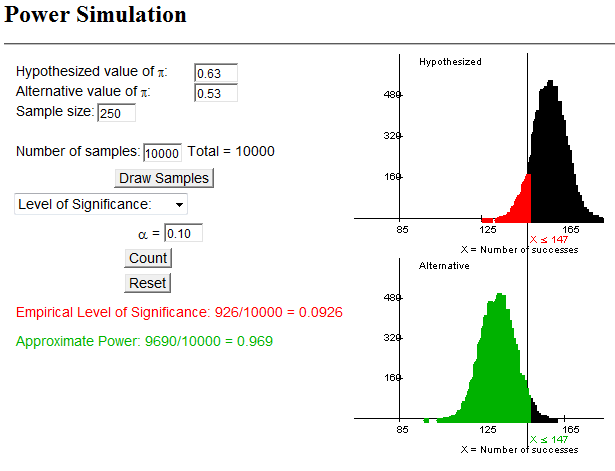 Power Simulation
Hypothesized value of π: 0.63
Alternative value of π: 0.53
Sample size: 250
Number of samples: 10000 Total = 10000
Draw Samples
Level of Significance:
α = 0.10
Count
Reset
Empirical Level of Significance: 926/10000 = 0.0926
Approximate Power: 9690/10000 = 0.969
Hypothesized
480
320
160
85 125 165
X ≤ 147
X = Number of successes
Alternative
480
320
160
85 125 165
X ≤ 147
X = Number of successes